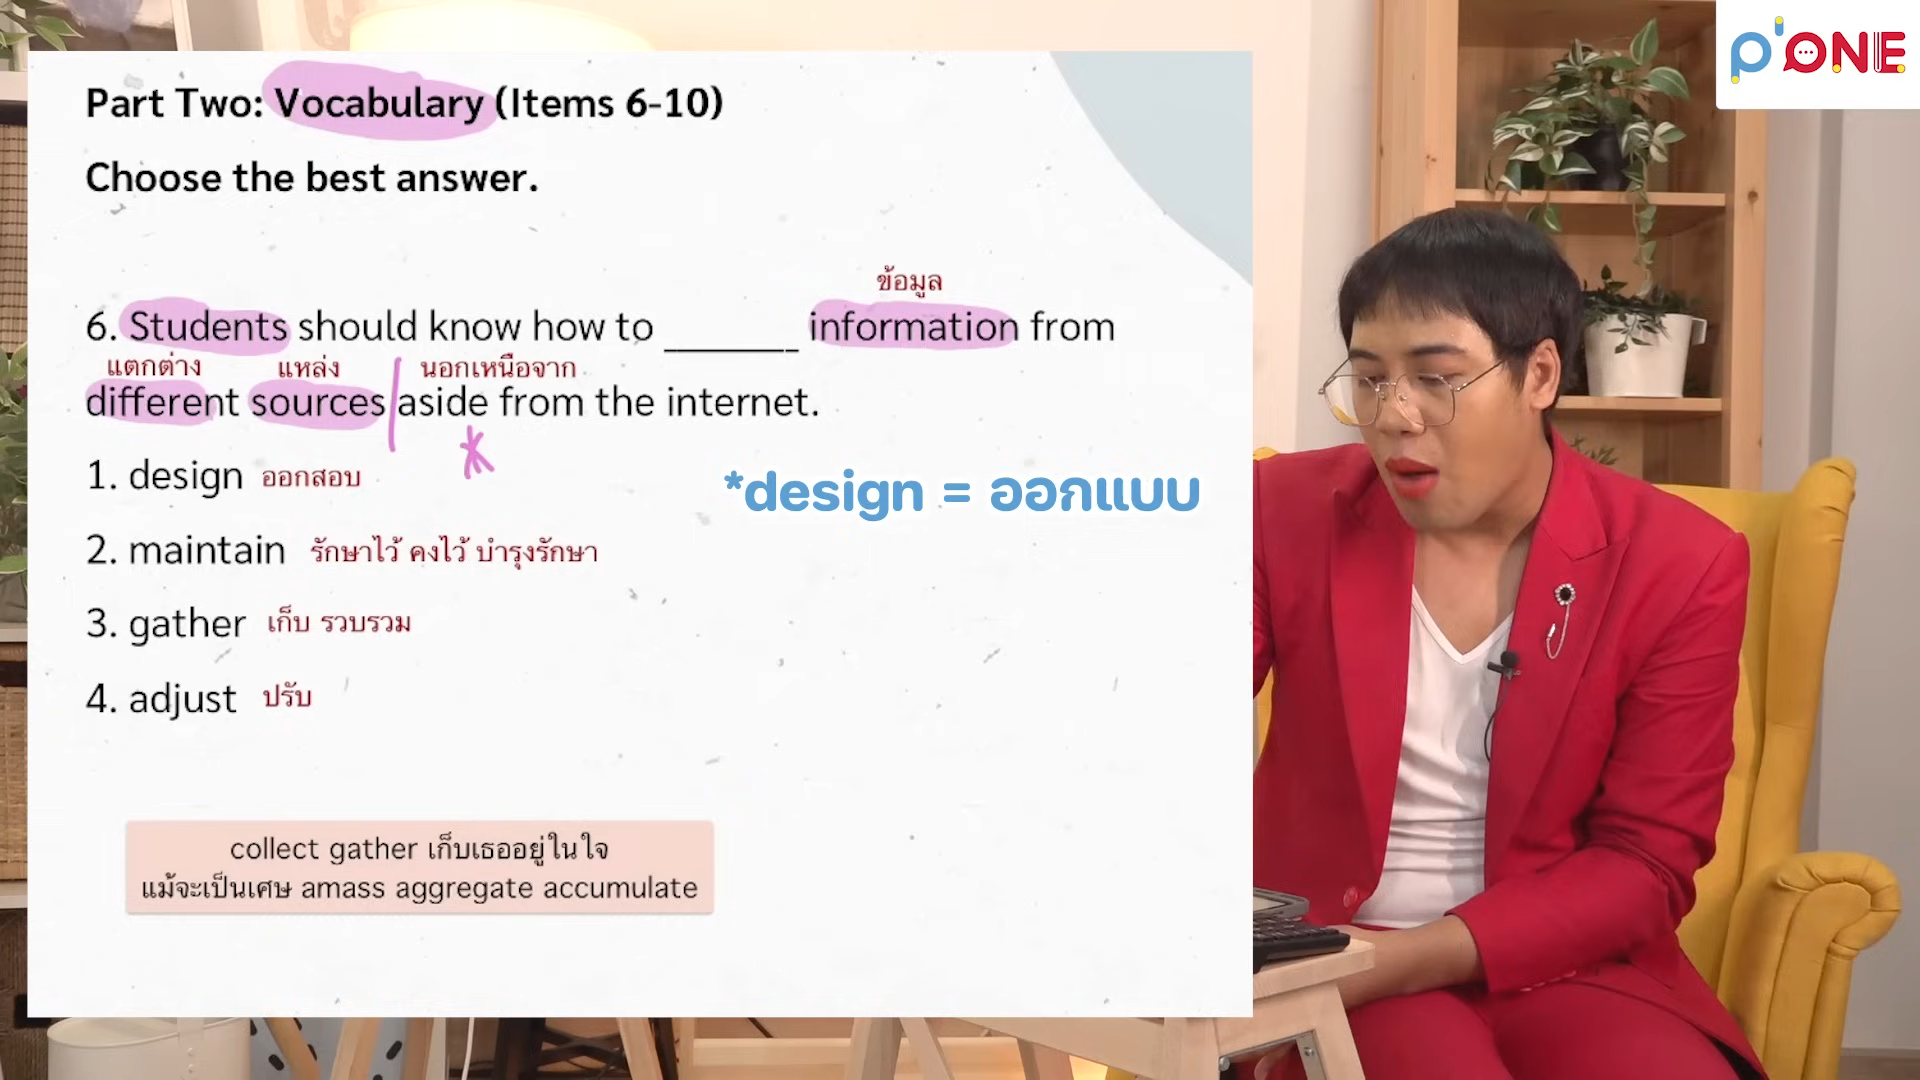 P'ONE
Part Two: Vocabulary (Items 6-10)
Choose the best answer.
ข้อมูล
6. Students should know how to _______ information from
แตกต่าง แหล่ง นอกเหนือจาก
different sources aside from the internet.
*
1. design ออกสอบ
*design = ออกแบบ
2. maintain รักษาไว้ คงไว้ บำรุงรักษา
3. gather เก็บ รวบรวม
4. adjust ปรับ
collect gather เก็บเธออยู่ในใจ
แม้จะเป็นเศษ amass aggregate accumulate